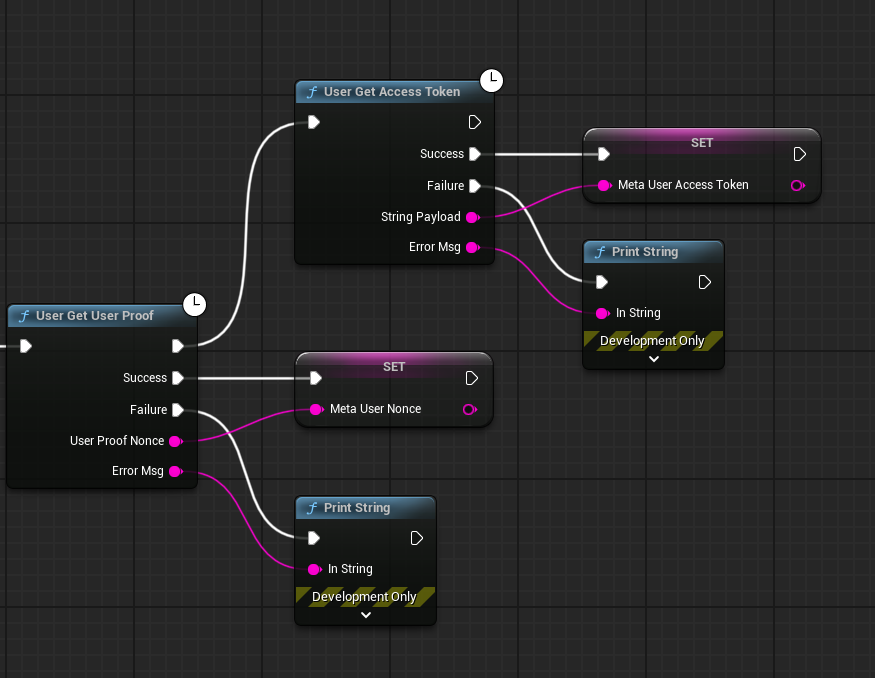 User Get Access Token
Success
Failure
String Payload
Error Msg
SET
Meta User Access Token
Print String
In String
Development Only
User Get User Proof
Success
Failure
User Proof Nonce
Error Msg
SET
Meta User Nonce
Print String
In String
Development Only